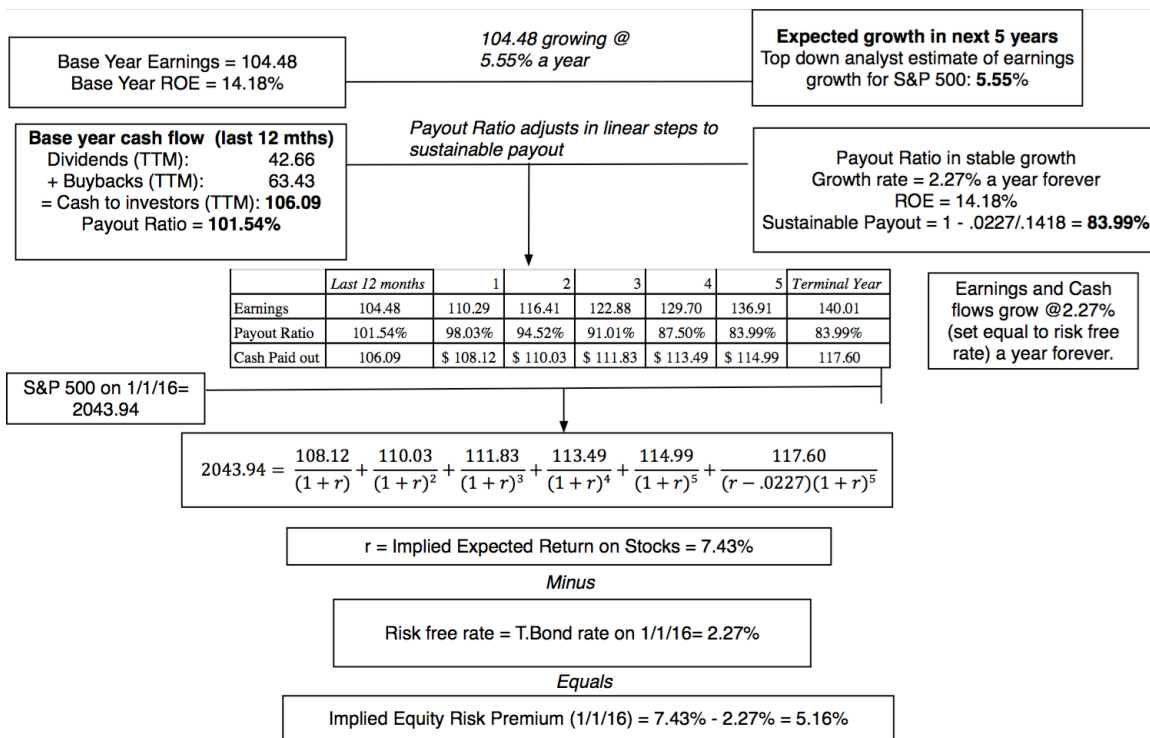 Base Year Earnings = 104.48
Base Year ROE = 14.18%
104.48 growing @
5.55% a year
Expected growth in next 5 years
Top down analyst estimate of earnings
growth for S&P 500: 5.55%
Base year cash flow (last 12 mths)
Dividends (TTM): 42.66
+ Buybacks (TTM): 63.43
= Cash to investors (TTM): 106.09
Payout Ratio = 101.54%
Payout Ratio adjusts in linear steps to
sustainable payout
Payout Ratio in stable growth
Growth rate = 2.27% a year forever
ROE = 14.18%
Sustainable Payout = 1 - .0227/.1418 = 83.99%
Last 12 months 1 2 3 4 5 Terminal Year
Earnings 104.48 110.29 116.41 122.88 129.70 136.91 140.01
Payout Ratio 101.54% 98.03% 94.52% 91.01% 87.50% 83.99% 83.99%
Cash Paid out 106.09 $ 108.12 $ 110.03 $ 111.83 $ 113.49 $ 114.99 117.60
Earnings and Cash
flows grow @2.27%
(set equal to risk free
rate) a year forever.
S&P 500 on 1/1/16=
2043.94
2043.94 = 108.12/(1 + r) + 110.03/(1 + r)² + 111.83/(1 + r)³ + 113.49/(1 + r)⁴ + 114.99/(1 + r)⁵ + 117.60/(r − .0227)(1 + r)⁵
r = Implied Expected Return on Stocks = 7.43%
Minus
Risk free rate = T.Bond rate on 1/1/16= 2.27%
Equals
Implied Equity Risk Premium (1/1/16) = 7.43% - 2.27% = 5.16%